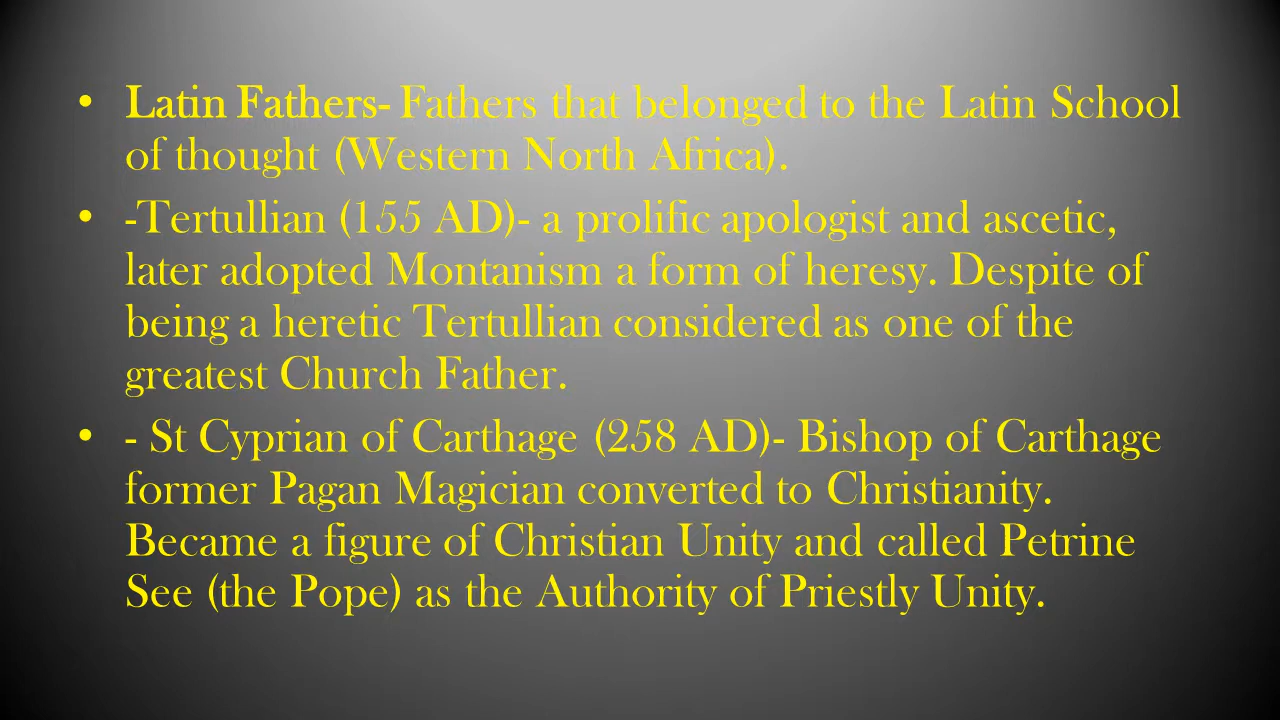 • Latin Fathers- Fathers that belonged to the Latin School
of thought (Western North Africa).
• -Tertullian (155 AD)- a prolific apologist and ascetic,
later adopted Montanism a form of heresy. Despite of
being a heretic Tertullian considered as one of the
greatest Church Father.
• - St Cyprian of Carthage (258 AD)- Bishop of Carthage
former Pagan Magician converted to Christianity.
Became a figure of Christian Unity and called Petrine
See (the Pope) as the Authority of Priestly Unity.